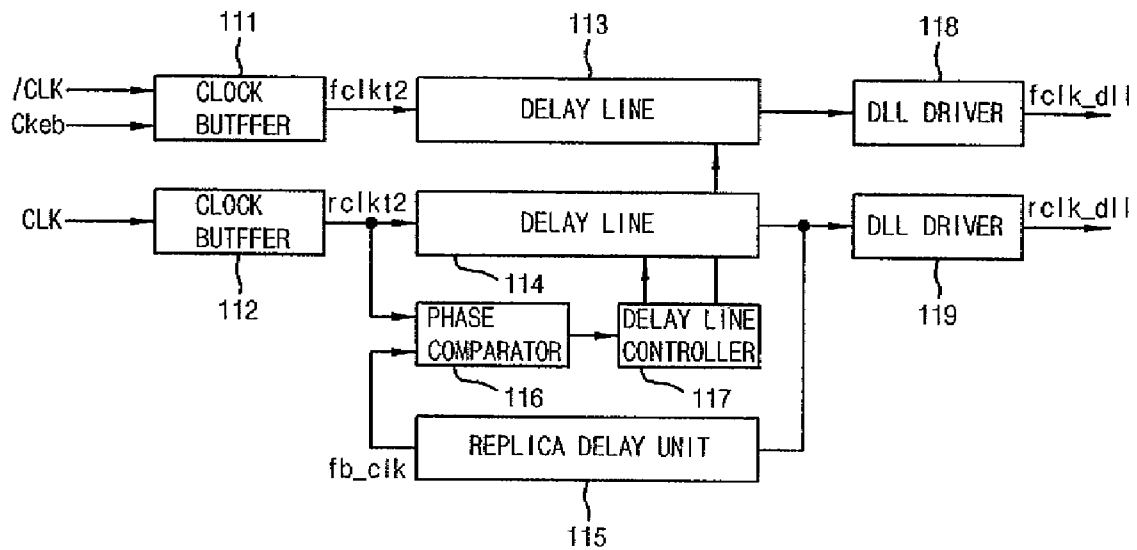 111
113
118
/CLK
Ckeb
CLOCK
BUTFFER
fclkt2
DELAY LINE
DLL DRIVER
fclk_dll
CLK
CLOCK
BUTFFER
rclkt2
DELAY LINE
DLL DRIVER
rclk_dll
112
114
119
PHASE
COMPARATOR
DELAY LINE
CONTROLLER
116
117
REPLICA DELAY UNIT
fb_clk
115